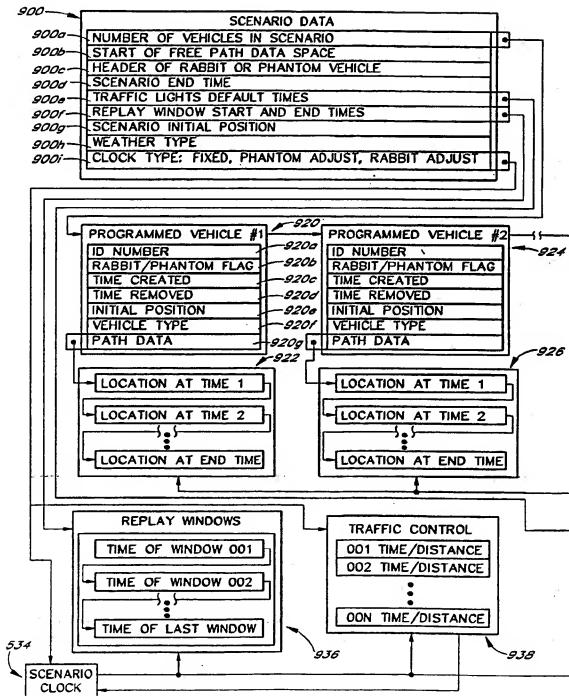 900
SCENARIO DATA
900a NUMBER OF VEHICLES IN SCENARIO
900b START OF FREE PATH DATA SPACE
900c HEADER OF RABBIT OR PHANTOM VEHICLE
900d SCENARIO END TIME
900e TRAFFIC LIGHTS DEFAULT TIMES
900f REPLAY WINDOW START AND END TIMES
900g SCENARIO INITIAL POSITION
900h WEATHER TYPE
900i CLOCK TYPE: FIXED, PHANTOM ADJUST, RABBIT ADJUST
PROGRAMMED VEHICLE #1 920
ID NUMBER 920a
RABBIT/PHANTOM FLAG 920b
TIME CREATED 920c
TIME REMOVED 920d
INITIAL POSITION 920e
VEHICLE TYPE 920f
PATH DATA 920g
922
LOCATION AT TIME 1
LOCATION AT TIME 2
LOCATION AT END TIME
PROGRAMMED VEHICLE #2 924
ID NUMBER
RABBIT/PHANTOM FLAG
TIME CREATED
TIME REMOVED
INITIAL POSITION
VEHICLE TYPE
PATH DATA
926
LOCATION AT TIME 1
LOCATION AT TIME 2
LOCATION AT END TIME
REPLAY WINDOWS
TIME OF WINDOW 001
TIME OF WINDOW 002
TIME OF LAST WINDOW
936
TRAFFIC CONTROL
001 TIME/DISTANCE
002 TIME/DISTANCE
00N TIME/DISTANCE
938
534
SCENARIO
CLOCK